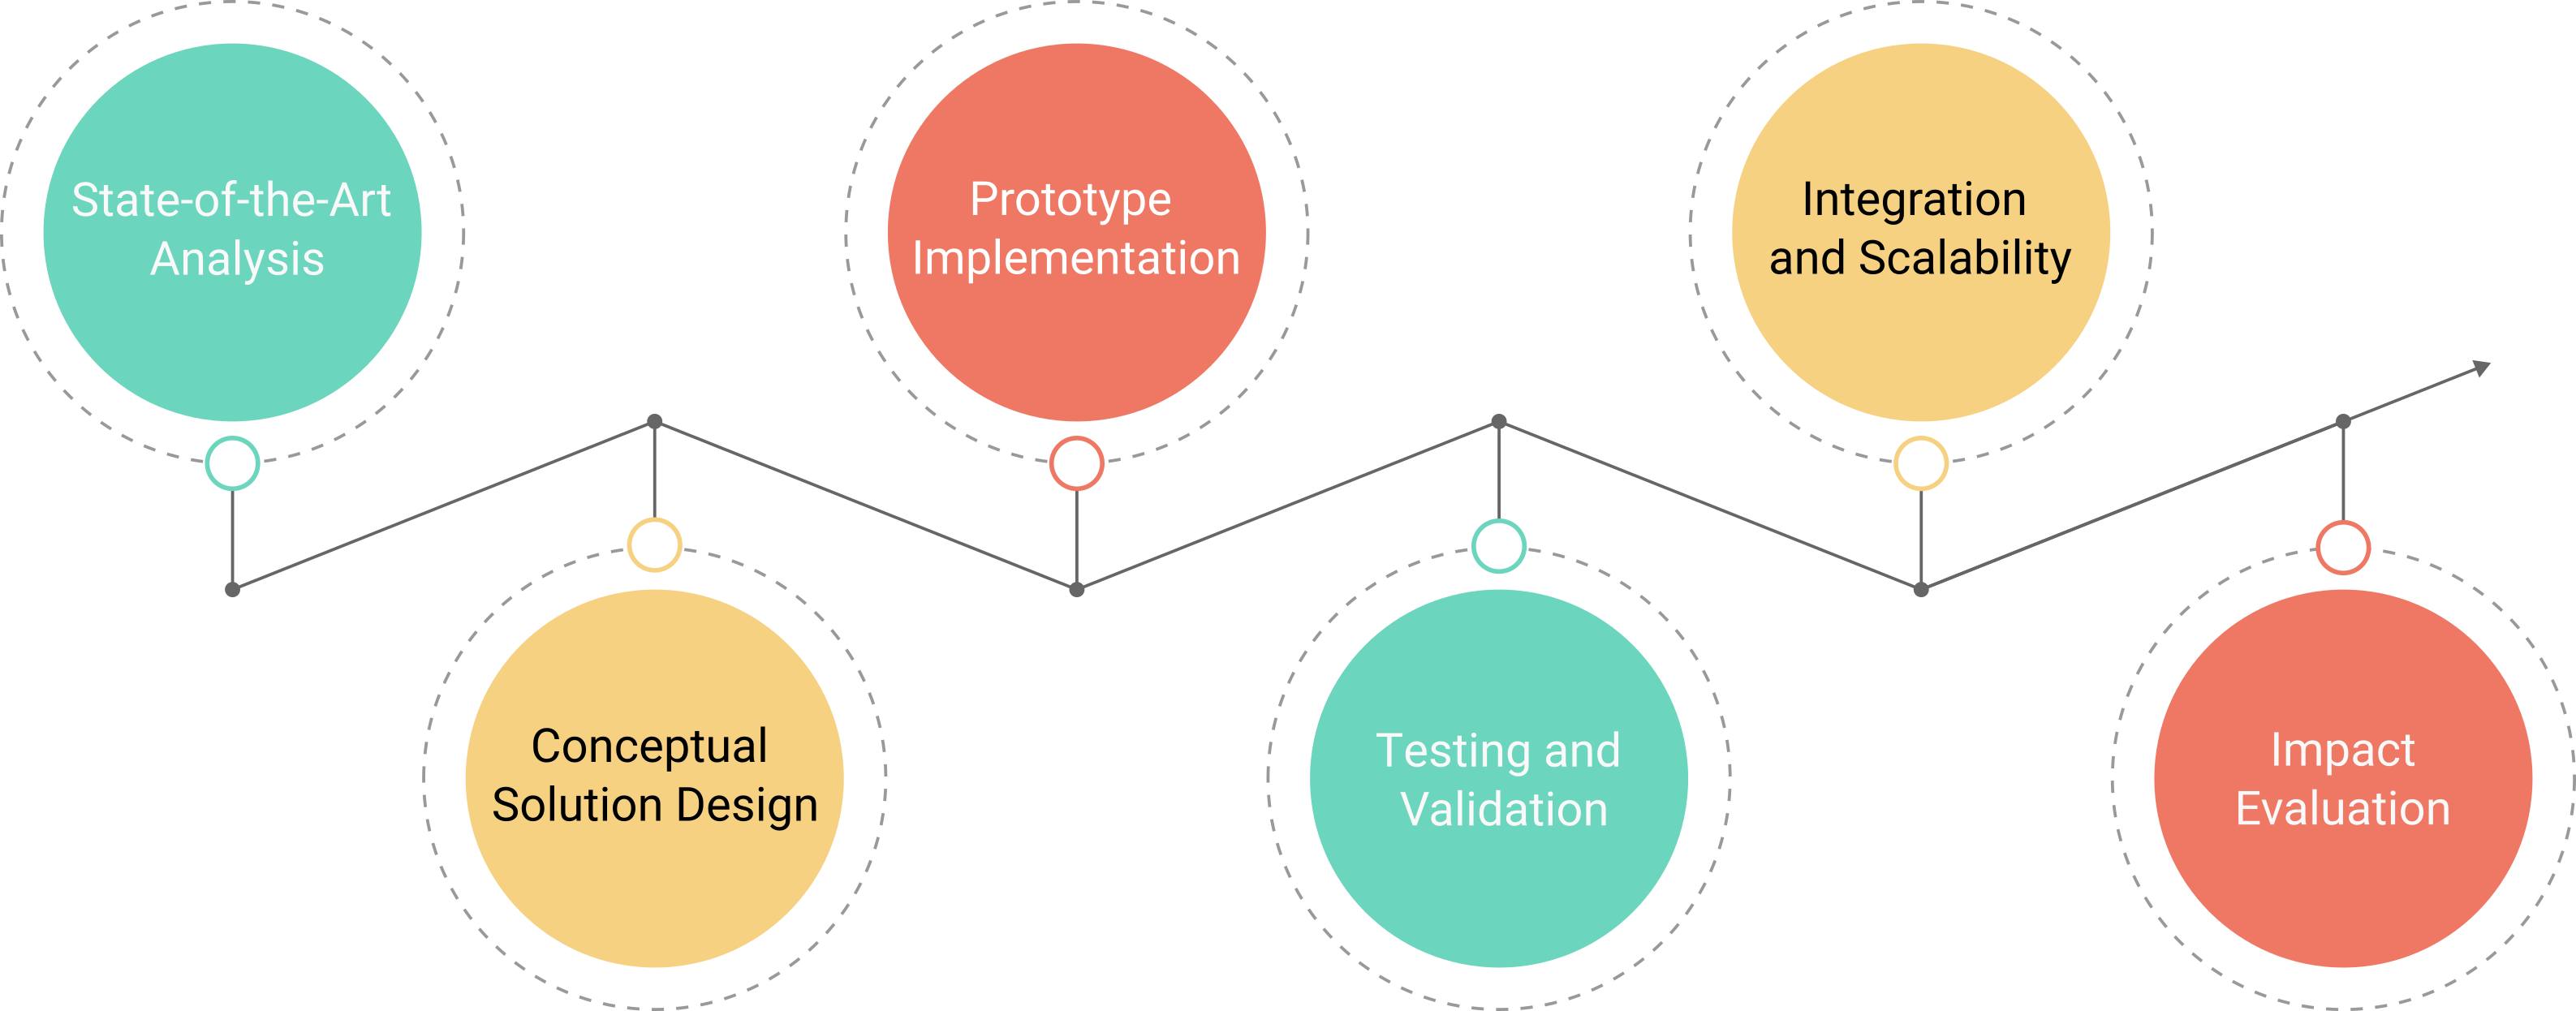 State-of-the-Art
Analysis
Conceptual
Solution Design
Prototype
Implementation
Testing and
Validation
Integration
and Scalability
Impact
Evaluation